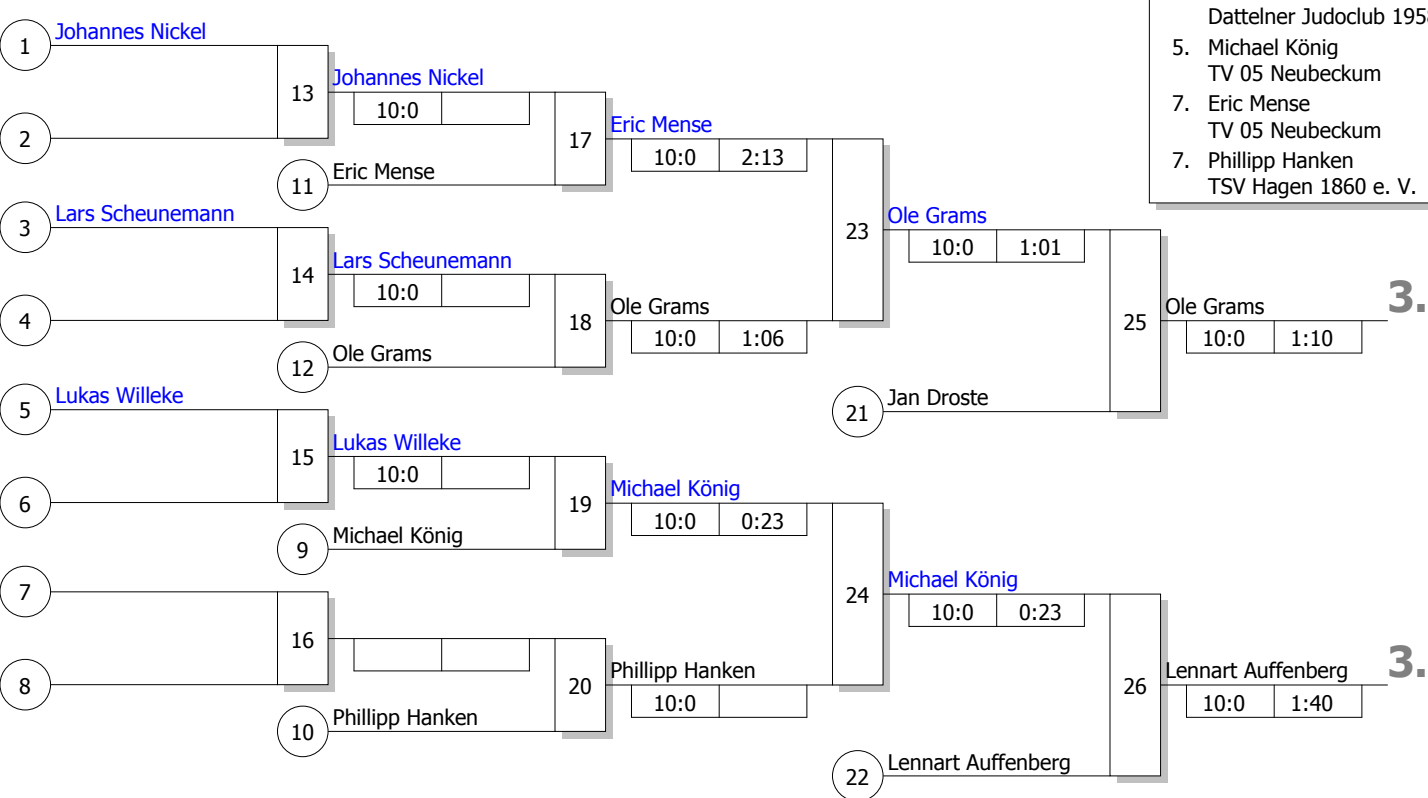 Dattelner Judoclub 195
5. Michael König
TV 05 Neubeckum
7. Eric Mense
TV 05 Neubeckum
7. Phillipp Hanken
TSV Hagen 1860 e. V.
1 Johannes Nickel
13 Johannes Nickel
10:0
2
17 Eric Mense
10:0 2:13
11 Eric Mense
3 Lars Scheunemann
23 Ole Grams
10:0 1:01
14 Lars Scheunemann
10:0
4
18 Ole Grams
10:0 1:06
12 Ole Grams
25 Ole Grams 3.
10:0 1:10
5 Lukas Willeke
21 Jan Droste
15 Lukas Willeke
10:0
6
19 Michael König
10:0 0:23
9 Michael König
7
24 Michael König
10:0 0:23
16
8
20 Phillipp Hanken
10:0
10 Phillipp Hanken
26 Lennart Auffenberg 3.
10:0 1:40
22 Lennart Auffenberg